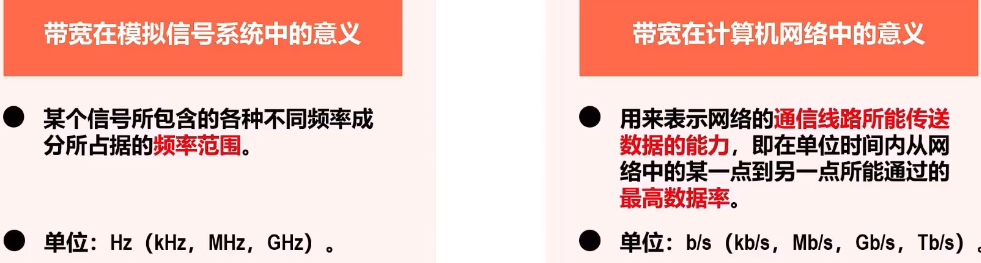 带宽在模拟信号系统中的意义
● 某个信号所包含的各种不同频率成
分所占据的频率范围。
● 单位：Hz（kHz，MHz，GHz）。
带宽在计算机网络中的意义
● 用来表示网络的通信线路所能传送
数据的能力，即在单位时间内从网
络中的某一点到另一点所能通过的
最高数据率。
● 单位：b/s（kb/s，Mb/s，Gb/s，Tb/s）。